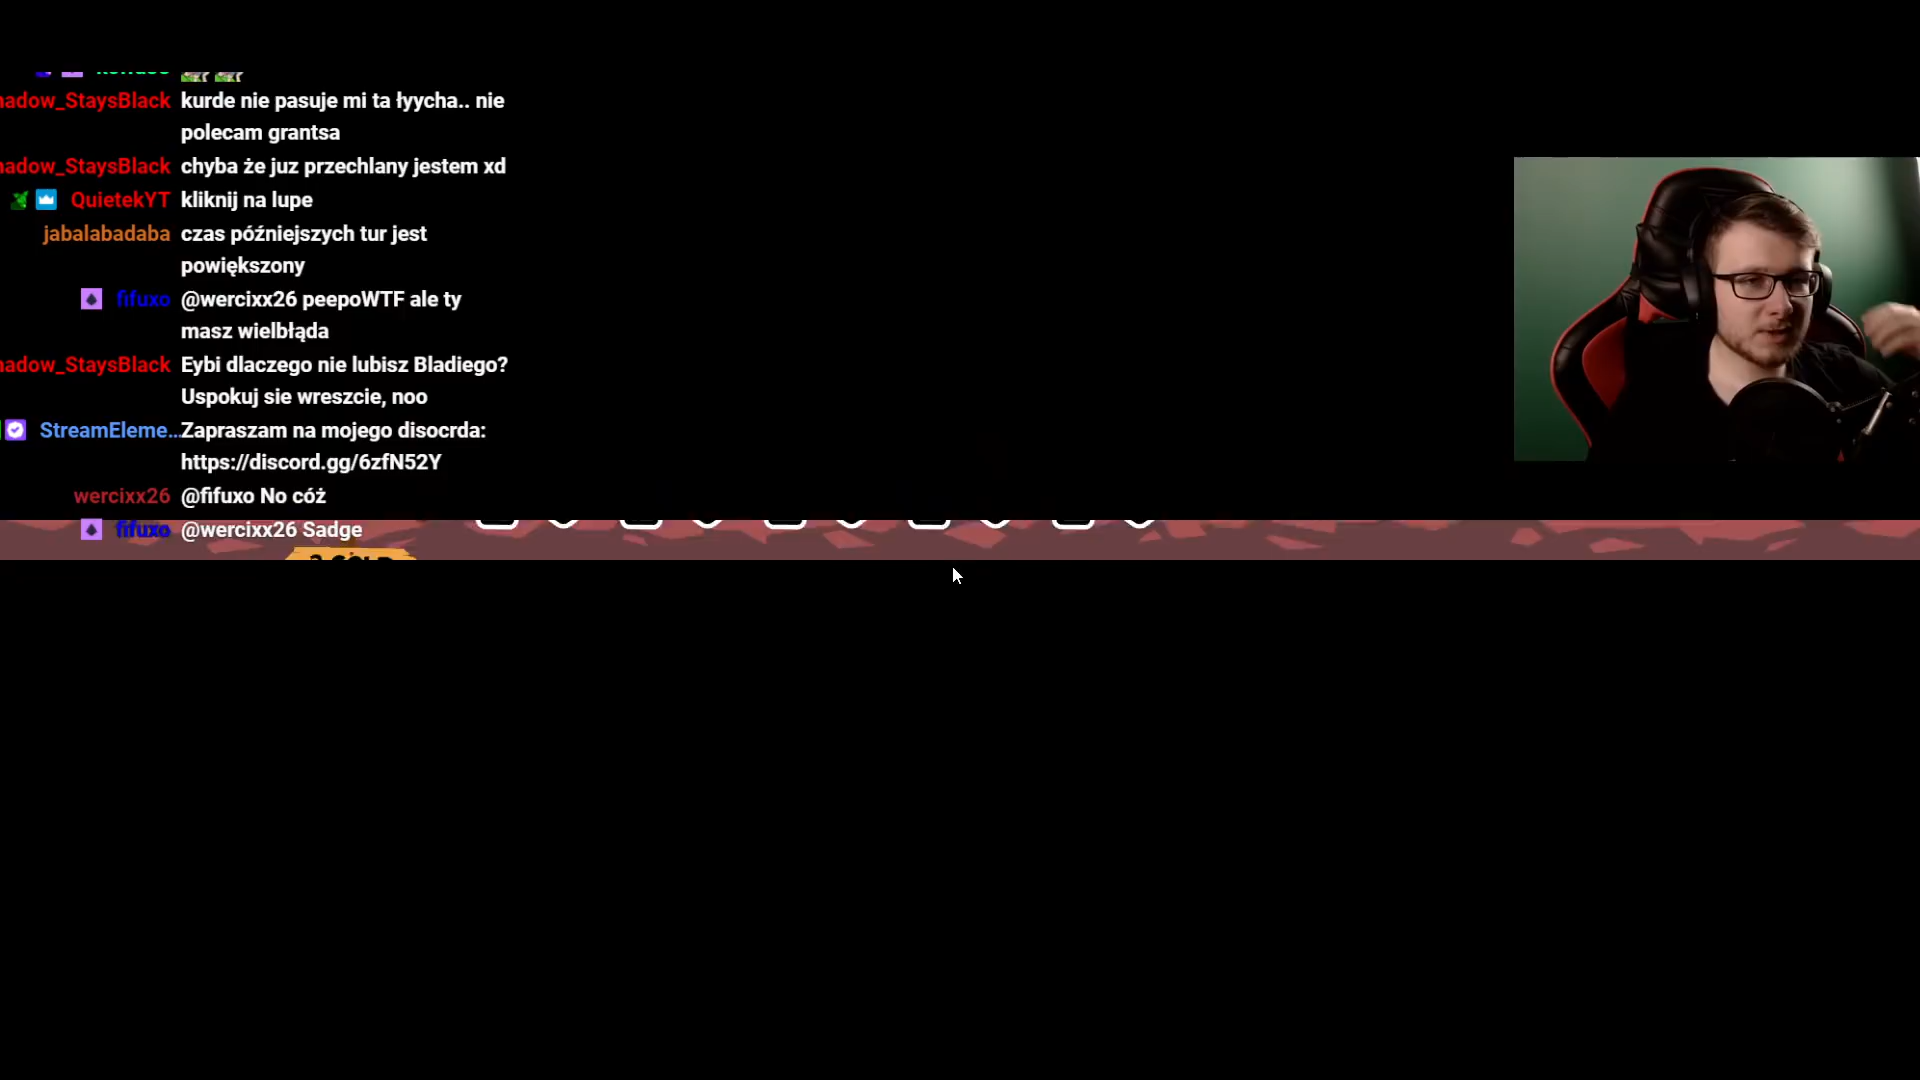 kurde nie pasuje mi ta łyycha.. nie
adow_StaysBlack
polecam grantsa
adow_StaysBlack chyba że juz przechlany jestem xd
QuietekYT kliknij na lupe
jabalabadaba czas późniejszych tur jest
powiększony
fifuxo @wercixx26 peepoWTF ale ty
masz wielbłąda
adow_StaysBlack Eybi dlaczego nie lubisz Bladiego?
Uspokuj sie wreszcie, noo
StreamEleme... Zapraszam na mojego disocrda:
https://discord.gg/6zfN52Y
wercixx26 @fifuxo No cóż
fifuxo @wercixx26 Sadge